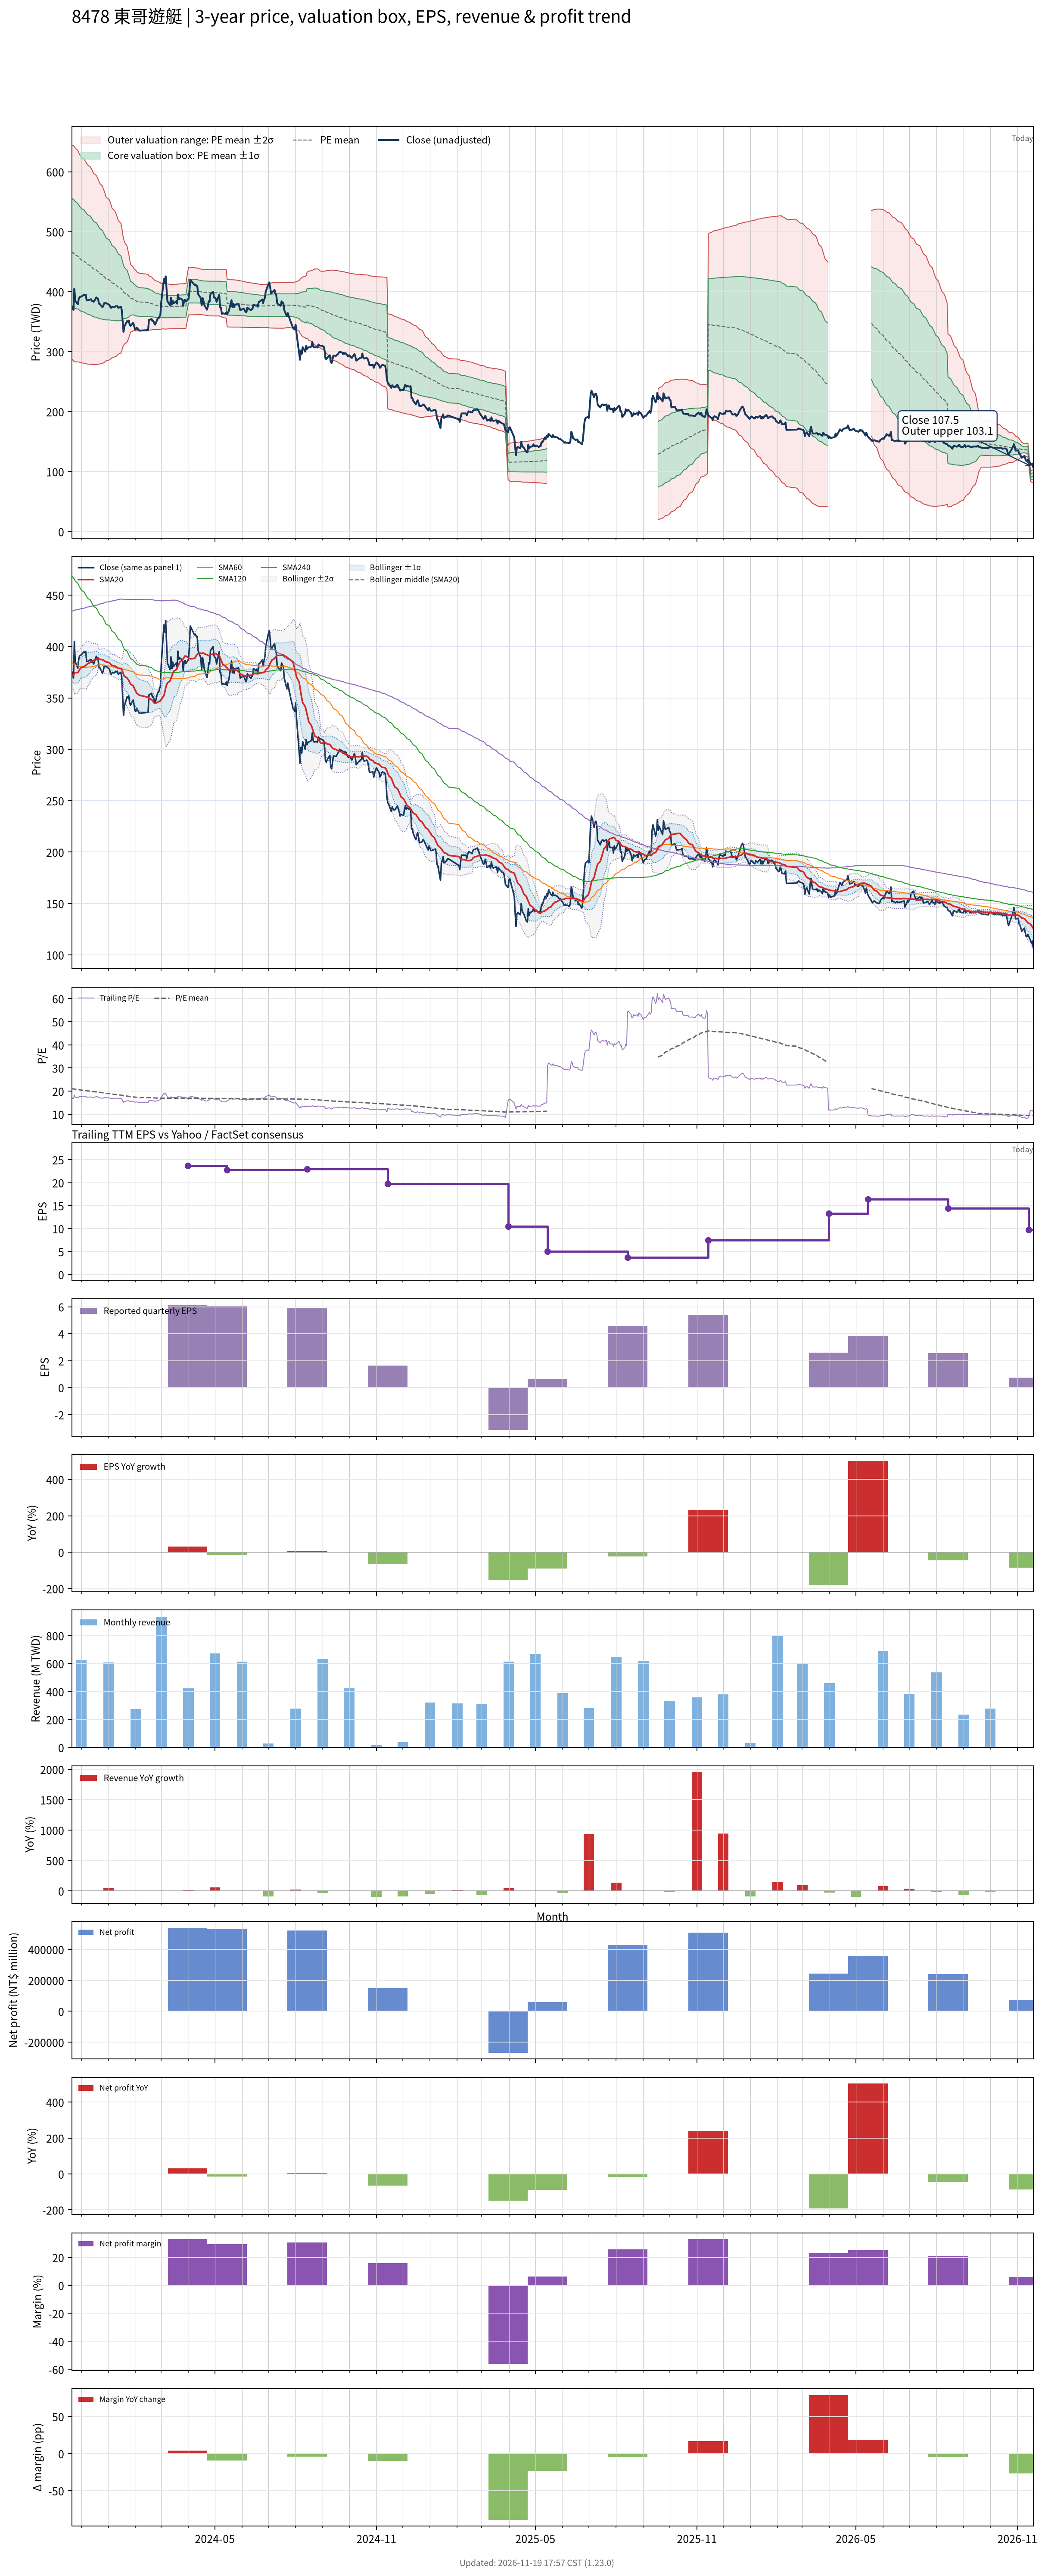 8478 東哥遊艇 | 3-year price, valuation box, EPS, revenue & profit trend
Outer valuation range: PE mean ±2σ
PE mean
Close (unadjusted)
Core valuation box: PE mean ±1σ
Today
Price (TWD)
600
500
400
300
200
100
0
Close 107.5
Outer upper 103.1
Close (same as panel 1)
SMA20
SMA60
SMA120
SMA240
Bollinger ±2σ
Bollinger ±1σ
Bollinger middle (SMA20)
Price
450
400
350
300
250
200
150
100
Trailing P/E
P/E mean
P/E
60
50
40
30
20
10
Trailing TTM EPS vs Yahoo / FactSet consensus
Today
EPS
25
20
15
10
5
0
Reported quarterly EPS
EPS
6
4
2
0
-2
EPS YoY growth
YoY (%)
400
200
0
-200
Monthly revenue
Revenue (M TWD)
800
600
400
200
0
Revenue YoY growth
YoY (%)
2000
1500
1000
500
0
Month
Net profit
Net profit (NT$ million)
400000
200000
0
-200000
Net profit YoY
YoY (%)
400
200
0
-200
Net profit margin
Margin (%)
20
0
-20
-40
-60
Margin YoY change
Δ margin (pp)
50
0
-50
2024-05
2024-11
2025-05
2025-11
2026-05
2026-11
Updated: 2026-11-19 17:57 CST (1.23.0)